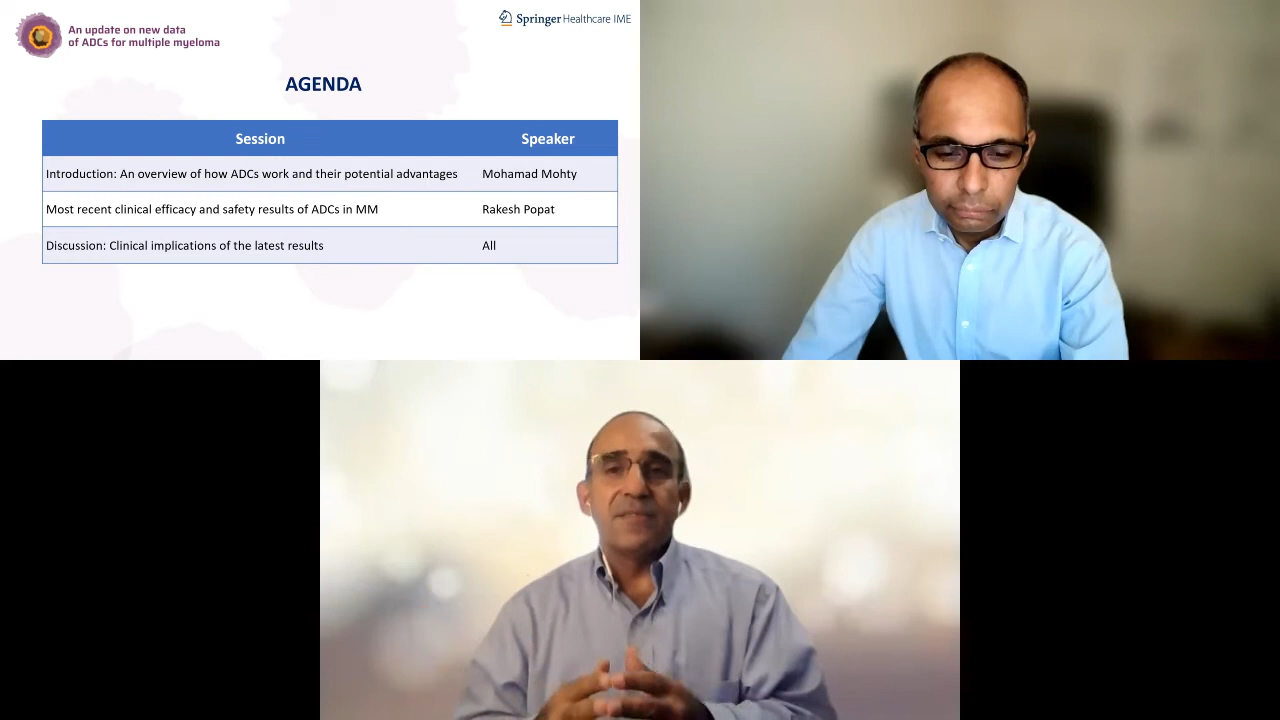 An update on new data
of ADCs for multiple myeloma
Springer Healthcare IME
AGENDA
Session Speaker
Introduction: An overview of how ADCs work and their potential advantages Mohamad Mohty
Most recent clinical efficacy and safety results of ADCs in MM Rakesh Popat
Discussion: Clinical implications of the latest results All